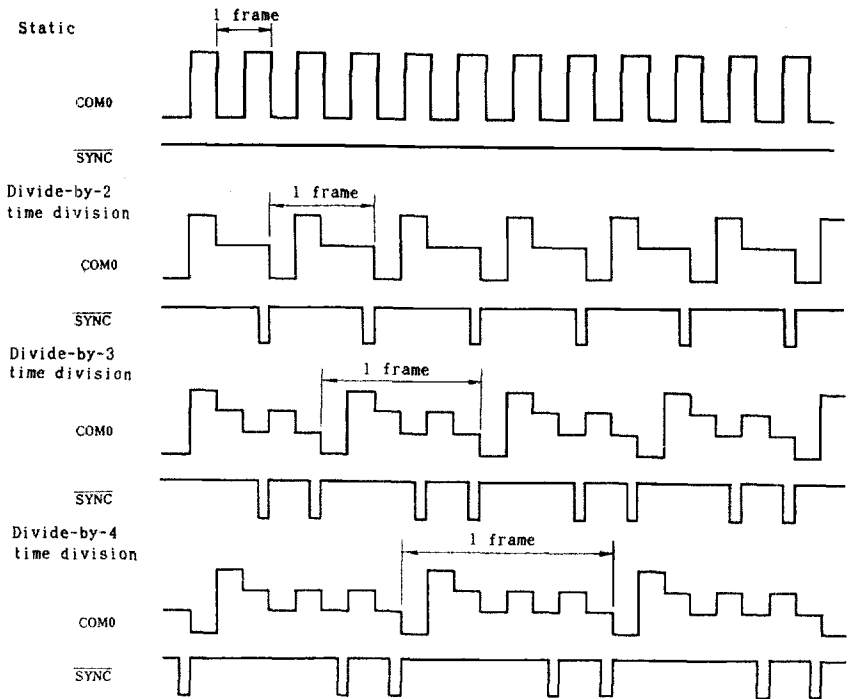 1 frame
Static
COM0
SYNC
Divide-by-2
1 frame
time division
COM0
SYNC
Divide-by-3
time division
1 frame
COM0
SYNC
Divide-by-4
1 frame
time division
COM0
SYNC